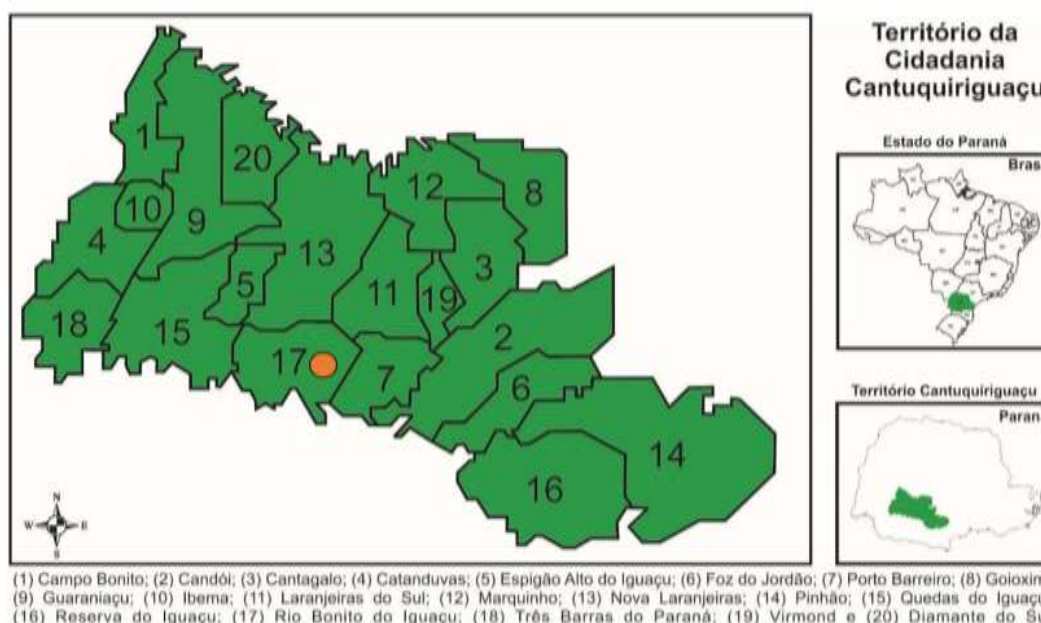 Território da
Cidadania
Cantuquiriguaçu
Estado do Paraná
Bras
1
20
12
8
10
9
4
13
3
5
11
19
18
15
2
17
7
6
14
16
N
W
E
S
Território Cantuquiriguaçu
Paran
(1) Campo Bonito; (2) Candói; (3) Cantagalo; (4) Catanduvas; (5) Espigão Alto do Iguaçu; (6) Foz do Jordão; (7) Porto Barreiro; (8) Goioxim
(9) Guaraniaçu; (10) Ibema; (11) Laranjeiras do Sul; (12) Marquinho; (13) Nova Laranjeiras; (14) Pinhão; (15) Quedas do Iguaçu
(16) Reserva do Iguaçu; (17) Rio Bonito do Iguaçu; (18) Três Barras do Paraná; (19) Virmond e (20) Diamante do Su